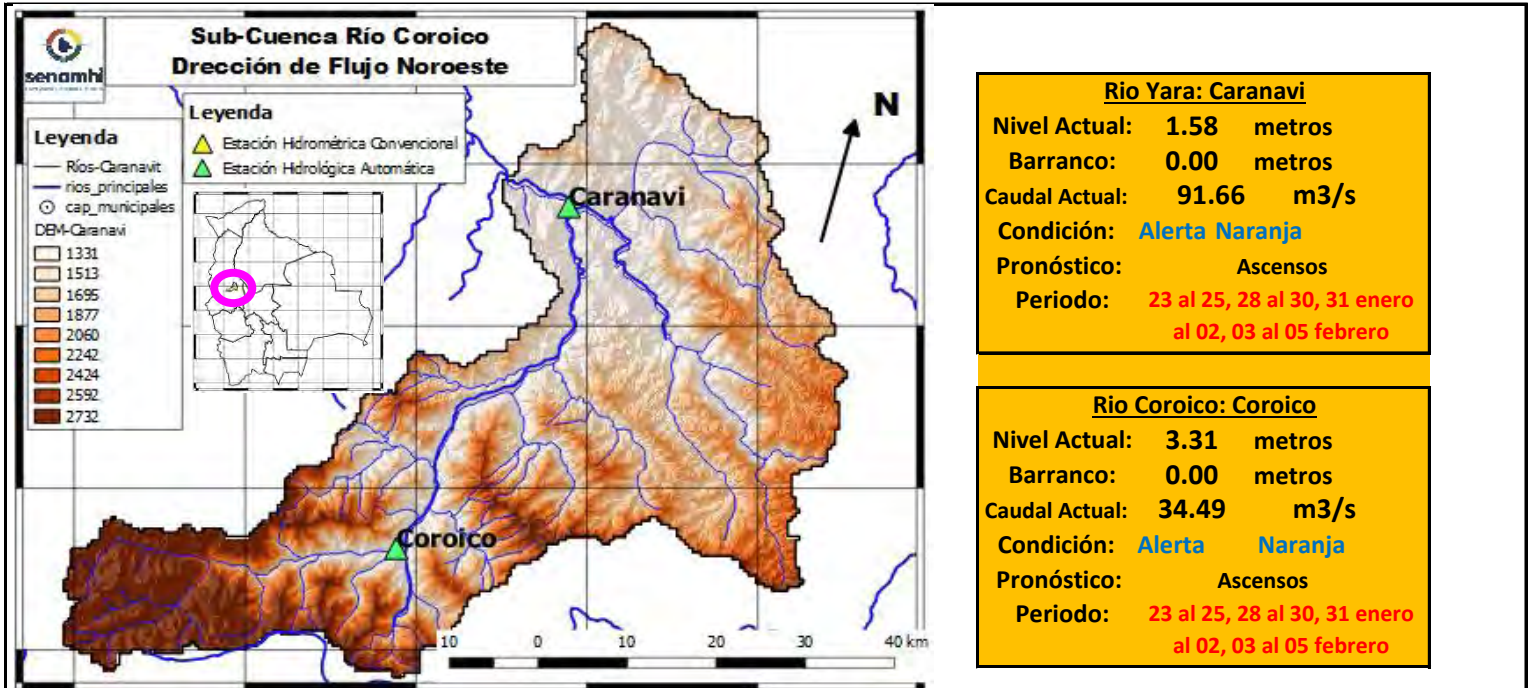 senamhi
Sub-Cuenca Río Coroico
Drección de Flujo Noroeste
Leyenda
Estación Hidrométrica Convencional
Estación Hidrológica Automática
Leyenda
Ríos-Caranavit
rios_principales
cap_municipales
DEM-Caranavi
1331
1513
1695
1877
2060
2242
2424
2592
2732
N
Caranavi
Coroico
10 0 10 20 30 40 km
Rio Yara: Caranavi
Nivel Actual: 1.58 metros
Barranco: 0.00 metros
Caudal Actual: 91.66 m3/s
Condición: Alerta Naranja
Pronóstico: Ascensos
Periodo: 23 al 25, 28 al 30, 31 enero
al 02, 03 al 05 febrero
Rio Coroico: Coroico
Nivel Actual: 3.31 metros
Barranco: 0.00 metros
Caudal Actual: 34.49 m3/s
Condición: Alerta Naranja
Pronóstico: Ascensos
Periodo: 23 al 25, 28 al 30, 31 enero
al 02, 03 al 05 febrero